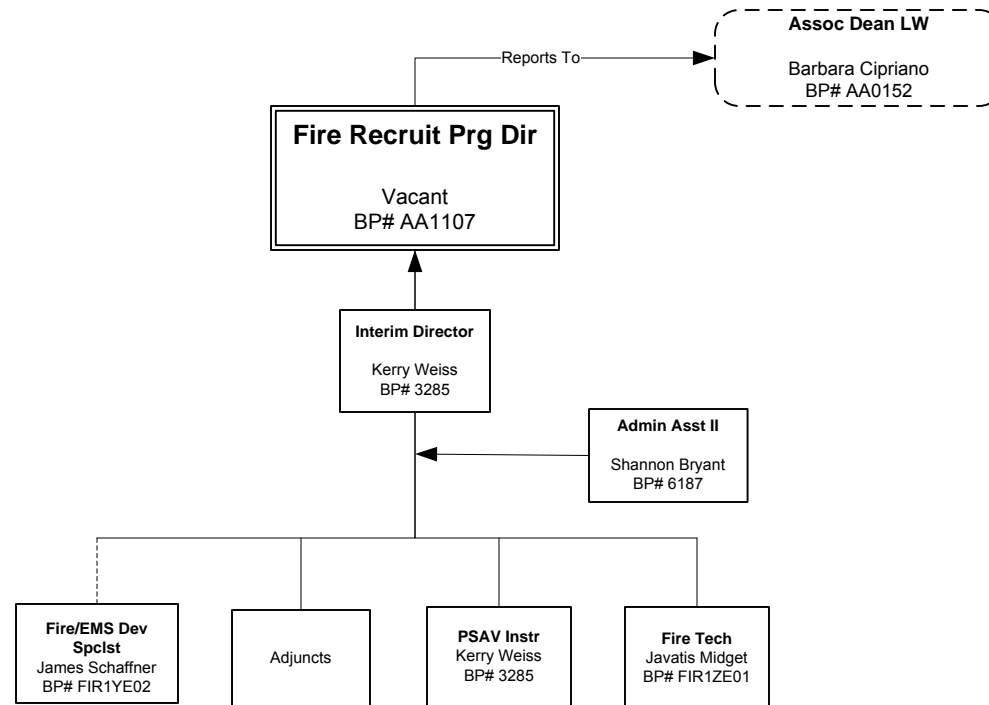 Assoc Dean LW
Barbara Cipriano
BP# AA0152
Reports To
Fire Recruit Prg Dir
Vacant
BP# AA1107
Interim Director
Kerry Weiss
BP# 3285
Admin Asst II
Shannon Bryant
BP# 6187
Fire/EMS Dev
Spclst
James Schaffner
BP# FIR1YE02
Adjuncts
PSAV Instr
Kerry Weiss
BP# 3285
Fire Tech
Javatis Midget
BP# FIR1ZE01